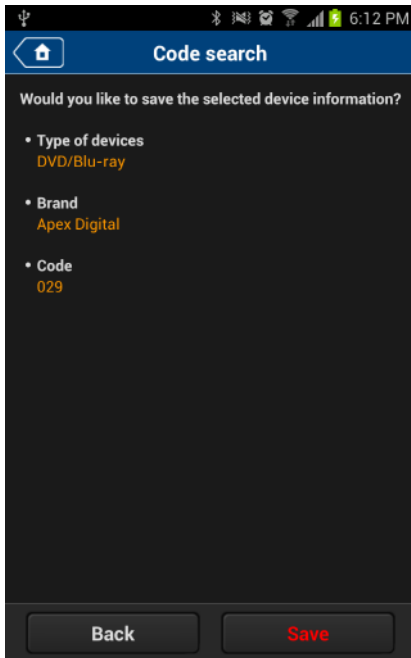 6:12 PM
Code search
Would you like to save the selected device information?
• Type of devices
DVD/Blu-ray
• Brand
Apex Digital
• Code
029
Back Save